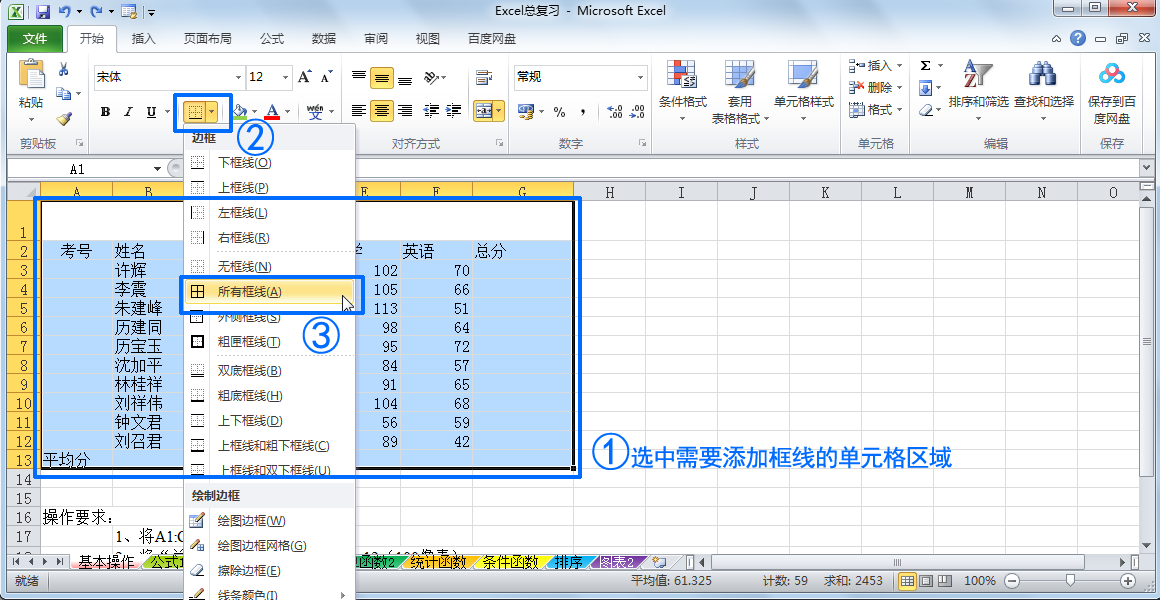 Excel总复习 - Microsoft Excel
文件 开始 插入 页面布局 公式 数据 审阅 视图 百度网盘
粘贴
宋体 12
B I U
剪贴板
对齐方式
常规
数字
条件格式 套用表格格式 单元格样式
样式
插入
删除
格式
单元格
Σ
排序和筛选 查找和选择
编辑
保存到百度网盘
保存
A1
A B E F G H I J K L M N O
②
边框
下框线(O)
上框线(P)
左框线(L)
右框线(R)
无框线(N)
所有框线(A)
外侧框线(S)
粗匣框线(T)
双底框线(B)
粗底框线(H)
上下框线(D)
上框线和粗下框线(C)
上框线和双下框线(U)
绘制边框
绘图边框(W)
绘图边框网格(G)
擦除边框(E)
线条颜色(I)
③
1
2 考号 姓名 英语 总分
3 许辉 102 70
4 李震 105 66
5 朱建峰 113 51
6 历建同 98 64
7 历宝玉 95 72
8 沈加平 84 57
9 林桂祥 91 65
10 刘祥伟 104 68
11 钟文君 56 59
12 刘召君 89 42
13 平均分
①选中需要添加框线的单元格区域
14
15
16 操作要求：
17 1、将A1:G
基本操作 公式1 函数2 统计函数 条件函数 排序 图表2
就绪 平均值: 61.325 计数: 59 求和: 2453 100%